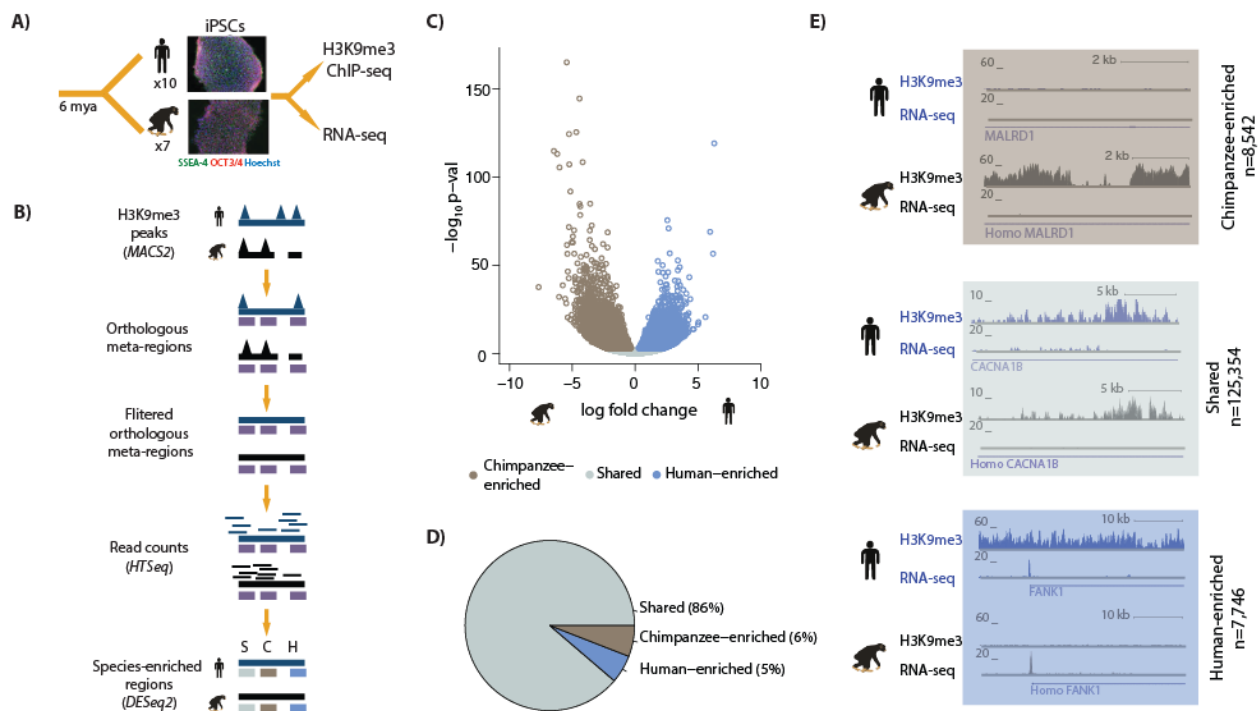 A)
iPSCs
x10
6 mya
x7
SSEA-4 OCT3/4 Hoechst
H3K9me3
ChIP-seq
RNA-seq
B)
H3K9me3
peaks
(MACS2)
Orthologous
meta-regions
Flitered
orthologous
meta-regions
Read counts
(HTSeq)
S C H
Species-enriched
regions
(DESeq2)
C)
−log10 p−val
150
100
50
0
−10 −5 0 5 10
log fold change
Chimpanzee−
enriched
Shared
Human−enriched
D)
Shared (86%)
Chimpanzee−enriched (6%)
Human−enriched (5%)
E)
H3K9me3
RNA-seq
60
2 kb
20
MALRD1
H3K9me3
RNA-seq
60
2 kb
20
Homo MALRD1
Chimpanzee-enriched
n=8,542
H3K9me3
RNA-seq
10
5 kb
20
CACNA1B
H3K9me3
RNA-seq
10
5 kb
20
Homo CACNA1B
Shared
n=125,354
H3K9me3
RNA-seq
60
10 kb
20
FANK1
H3K9me3
RNA-seq
60
10 kb
20
Homo FANK1
Human-enriched
n=7,746